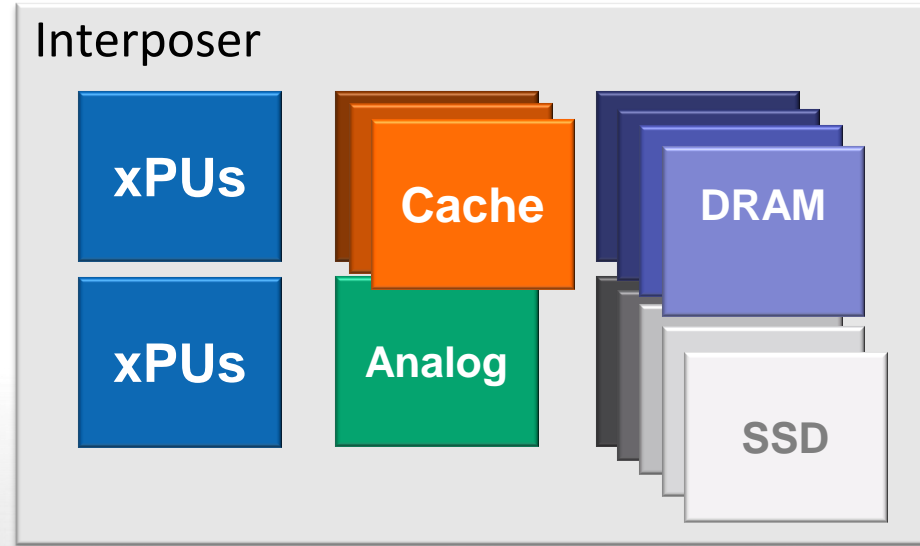 Interposer
xPUs
Cache
DRAM
xPUs
Analog
SSD